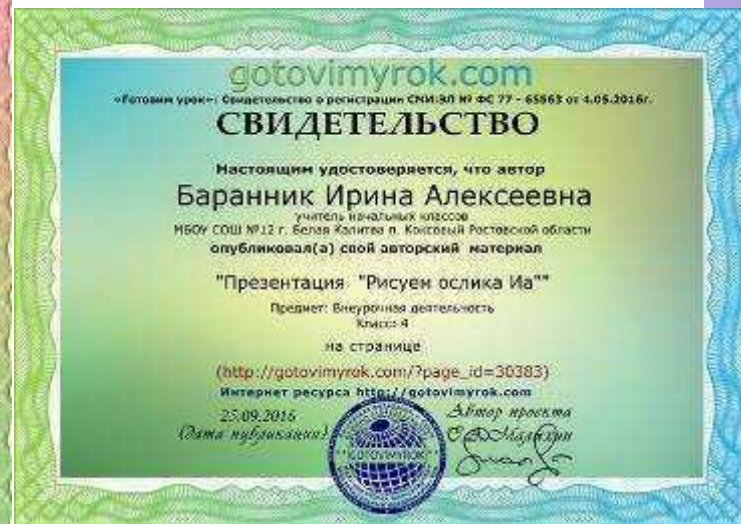 gotovimyrok.com
«Готовим урок»: Свидетельство о регистрации СМИ:ЭЛ № ФС 77 - 65563 от 4.05.2016г.
СВИДЕТЕЛЬСТВО
Настоящим удостоверяется, что автор
Баранник Ирина Алексеевна
учитель начальных классов
МБОУ СОШ №12 г. Белая Калитва п. Коксовый Ростовской области
опубликовал(а) свой авторский материал
"Презентация "Рисуем ослика Иа""
Предмет: Внеурочная деятельность
Класс: 4
на странице
(http://gotovimyrok.com/?page_id=30383)
Интернет ресурса http://gotovimyrok.com
25.09.2016
(Дата публикации)
Автор проекта
GOTOVIMYROK